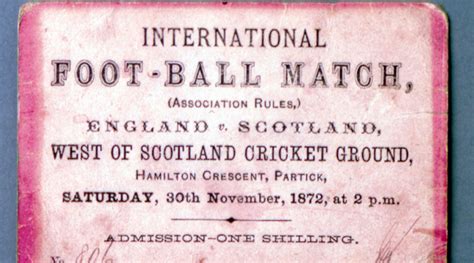 INTERNATIONAL
FOOT-BALL MATCH,
(ASSOCIATION RULES,)
ENGLAND v. SCOTLAND,
WEST OF SCOTLAND CRICKET GROUND,
HAMILTON CRESCENT, PARTICK,
SATURDAY, 30th November, 1872, at 2 p.m.
ADMISSION-ONE SHILLING.
No.